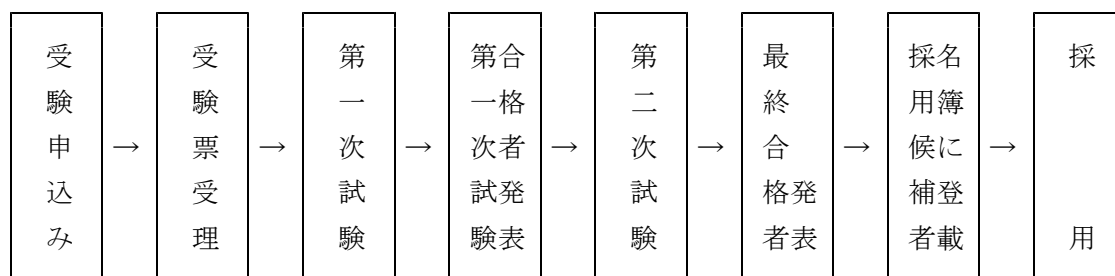 受験申込み
→
受験票受理
→
第一次試験
→
第一次試験
合格者発表
→
第二次試験
→
最終合格者
発表
→
採用候補者
名簿に登載
→
採用